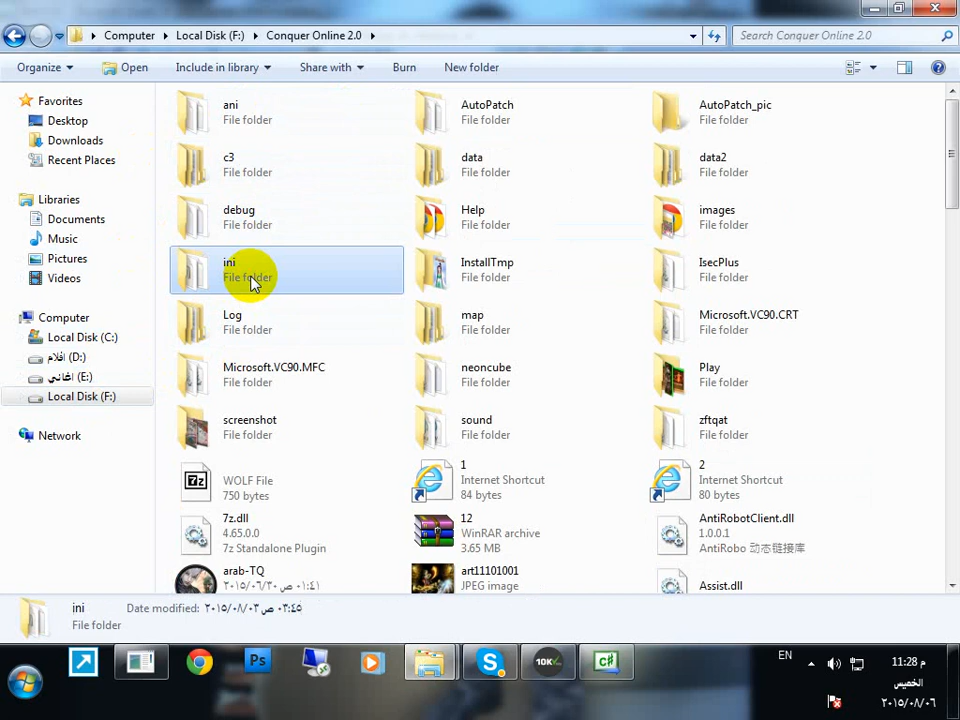 Computer
Local Disk (F:)
Conquer Online 2.0
Search Conquer Online 2.0
Organize
Open
Include in library
Share with
Burn
New folder
Favorites
Desktop
Downloads
Recent Places
Libraries
Documents
Music
Pictures
Videos
Computer
Local Disk (C:)
افلام (D:)
اغاني (E:)
Local Disk (F:)
Network
ani
File folder
AutoPatch
File folder
AutoPatch_pic
File folder
c3
File folder
data
File folder
data2
File folder
debug
File folder
Help
File folder
images
File folder
ini
File folder
InstallTmp
File folder
IsecPlus
File folder
Log
File folder
map
File folder
Microsoft.VC90.CRT
File folder
Microsoft.VC90.MFC
File folder
neoncube
File folder
Play
File folder
screenshot
File folder
sound
File folder
zftqat
File folder
7z
WOLF File
750 bytes
1
Internet Shortcut
84 bytes
2
Internet Shortcut
80 bytes
7z.dll
4.65.0.0
7z Standalone Plugin
12
WinRAR archive
3.65 MB
AntiRobotClient.dll
1.0.0.1
AntiRobo 动态链接库
arab-TQ
٢٠١٥/٠٦/٣٠ ص ٠١:٤١
art11101001
JPEG image
Assist.dll
ini
Date modified: ٢٠١٥/٠٨/٠٣ ص ٠٣:٤٥
File folder
Ps
10K
C#
EN
11:28 م
الخميس
٢٠١٥/٠٨/٠٦